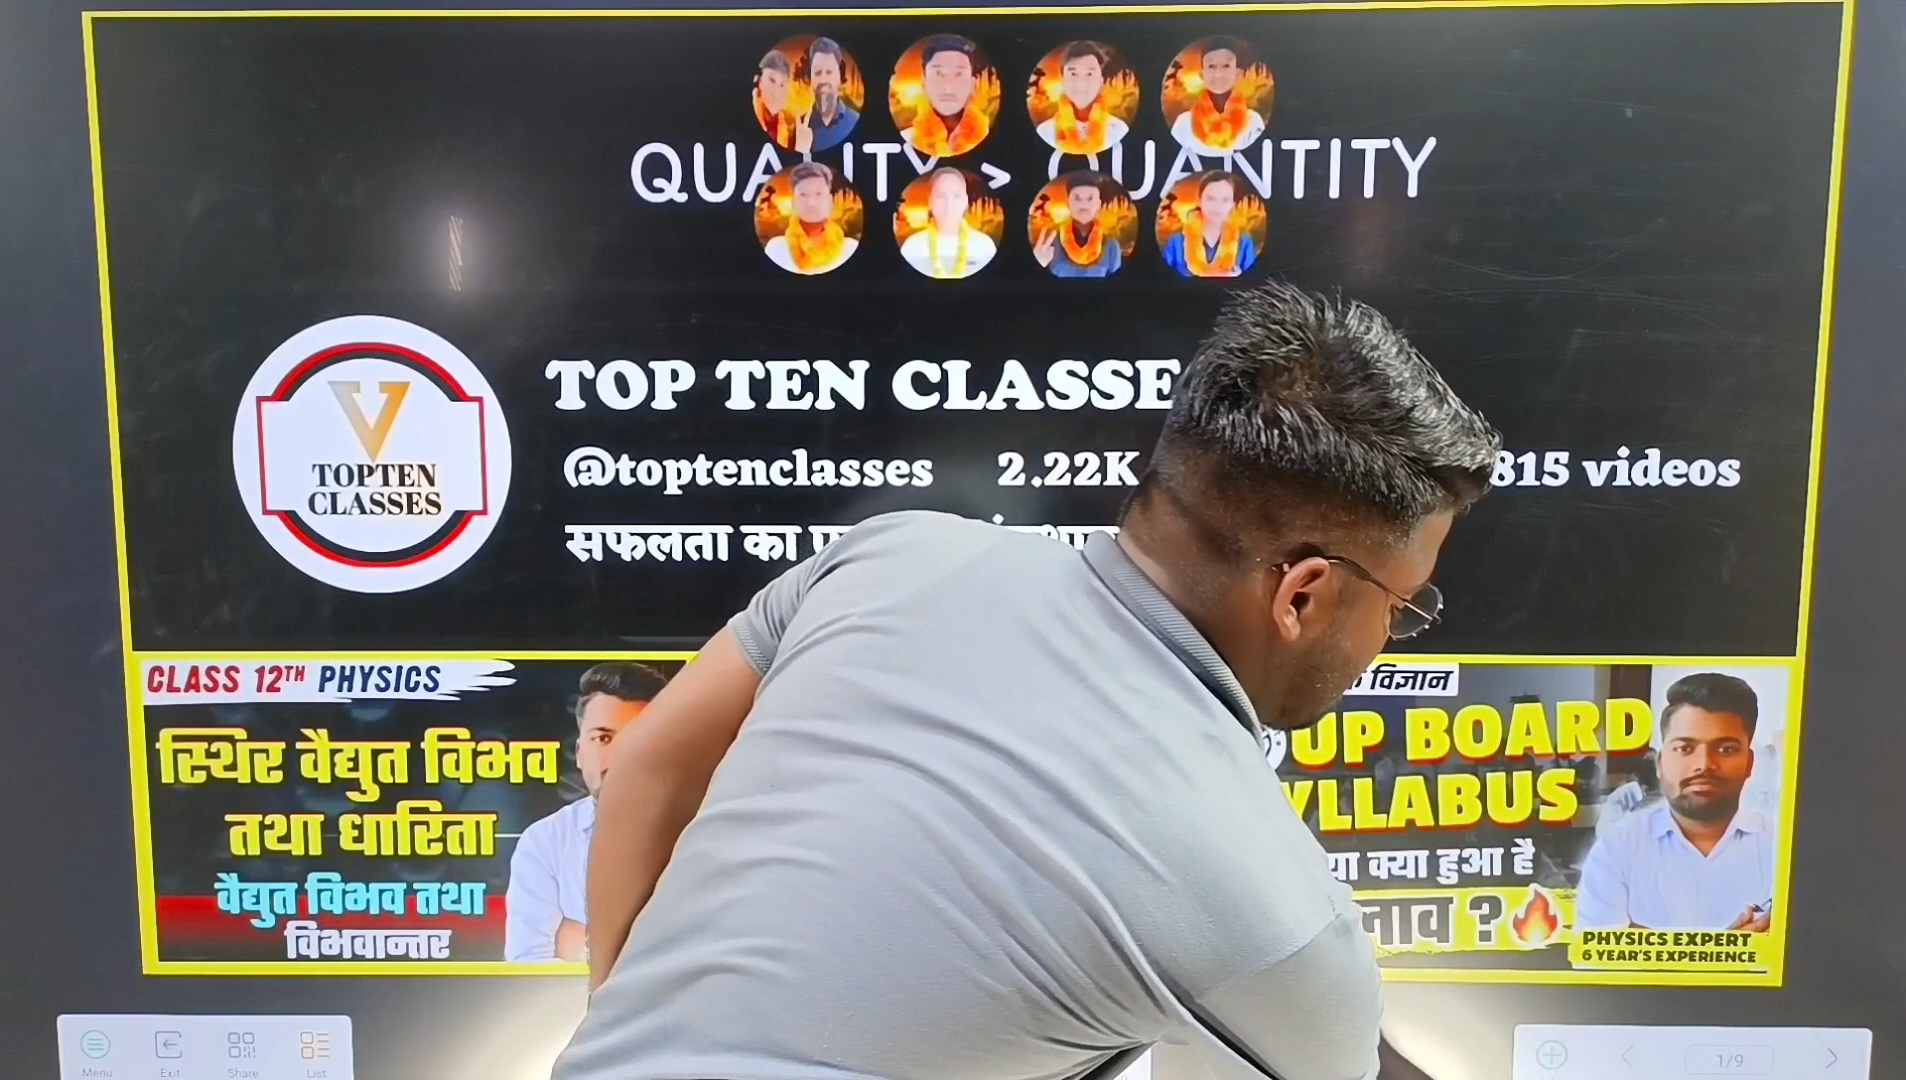 QUALITY > QUANTITY
TOP TEN CLASSE
@toptenclasses 2.22K 815 videos
सफलता का
TOPTEN
CLASSES
CLASS 12TH PHYSICS
स्थिर वैद्युत विभव
तथा धारिता
वैद्युत विभव तथा
विभवान्तर
विज्ञान
UP BOARD
YLLABUS
क्या हुआ है
?
PHYSICS EXPERT
6 YEAR'S EXPERIENCE
Menu Exit Share List
1/9